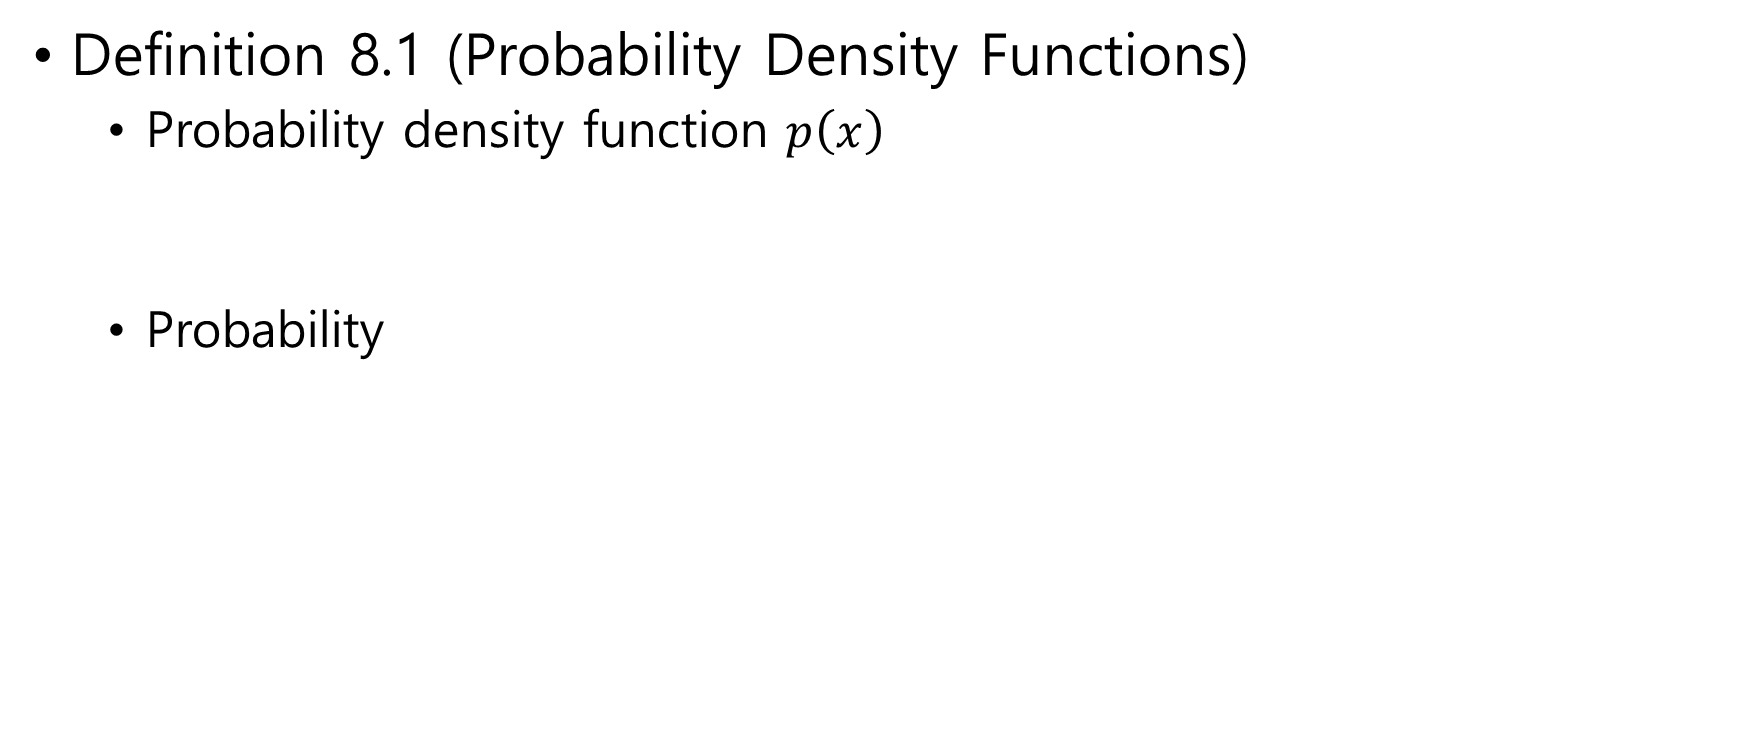 • Definition 8.1 (Probability Density Functions)
• Probability density function p(x)
• Probability